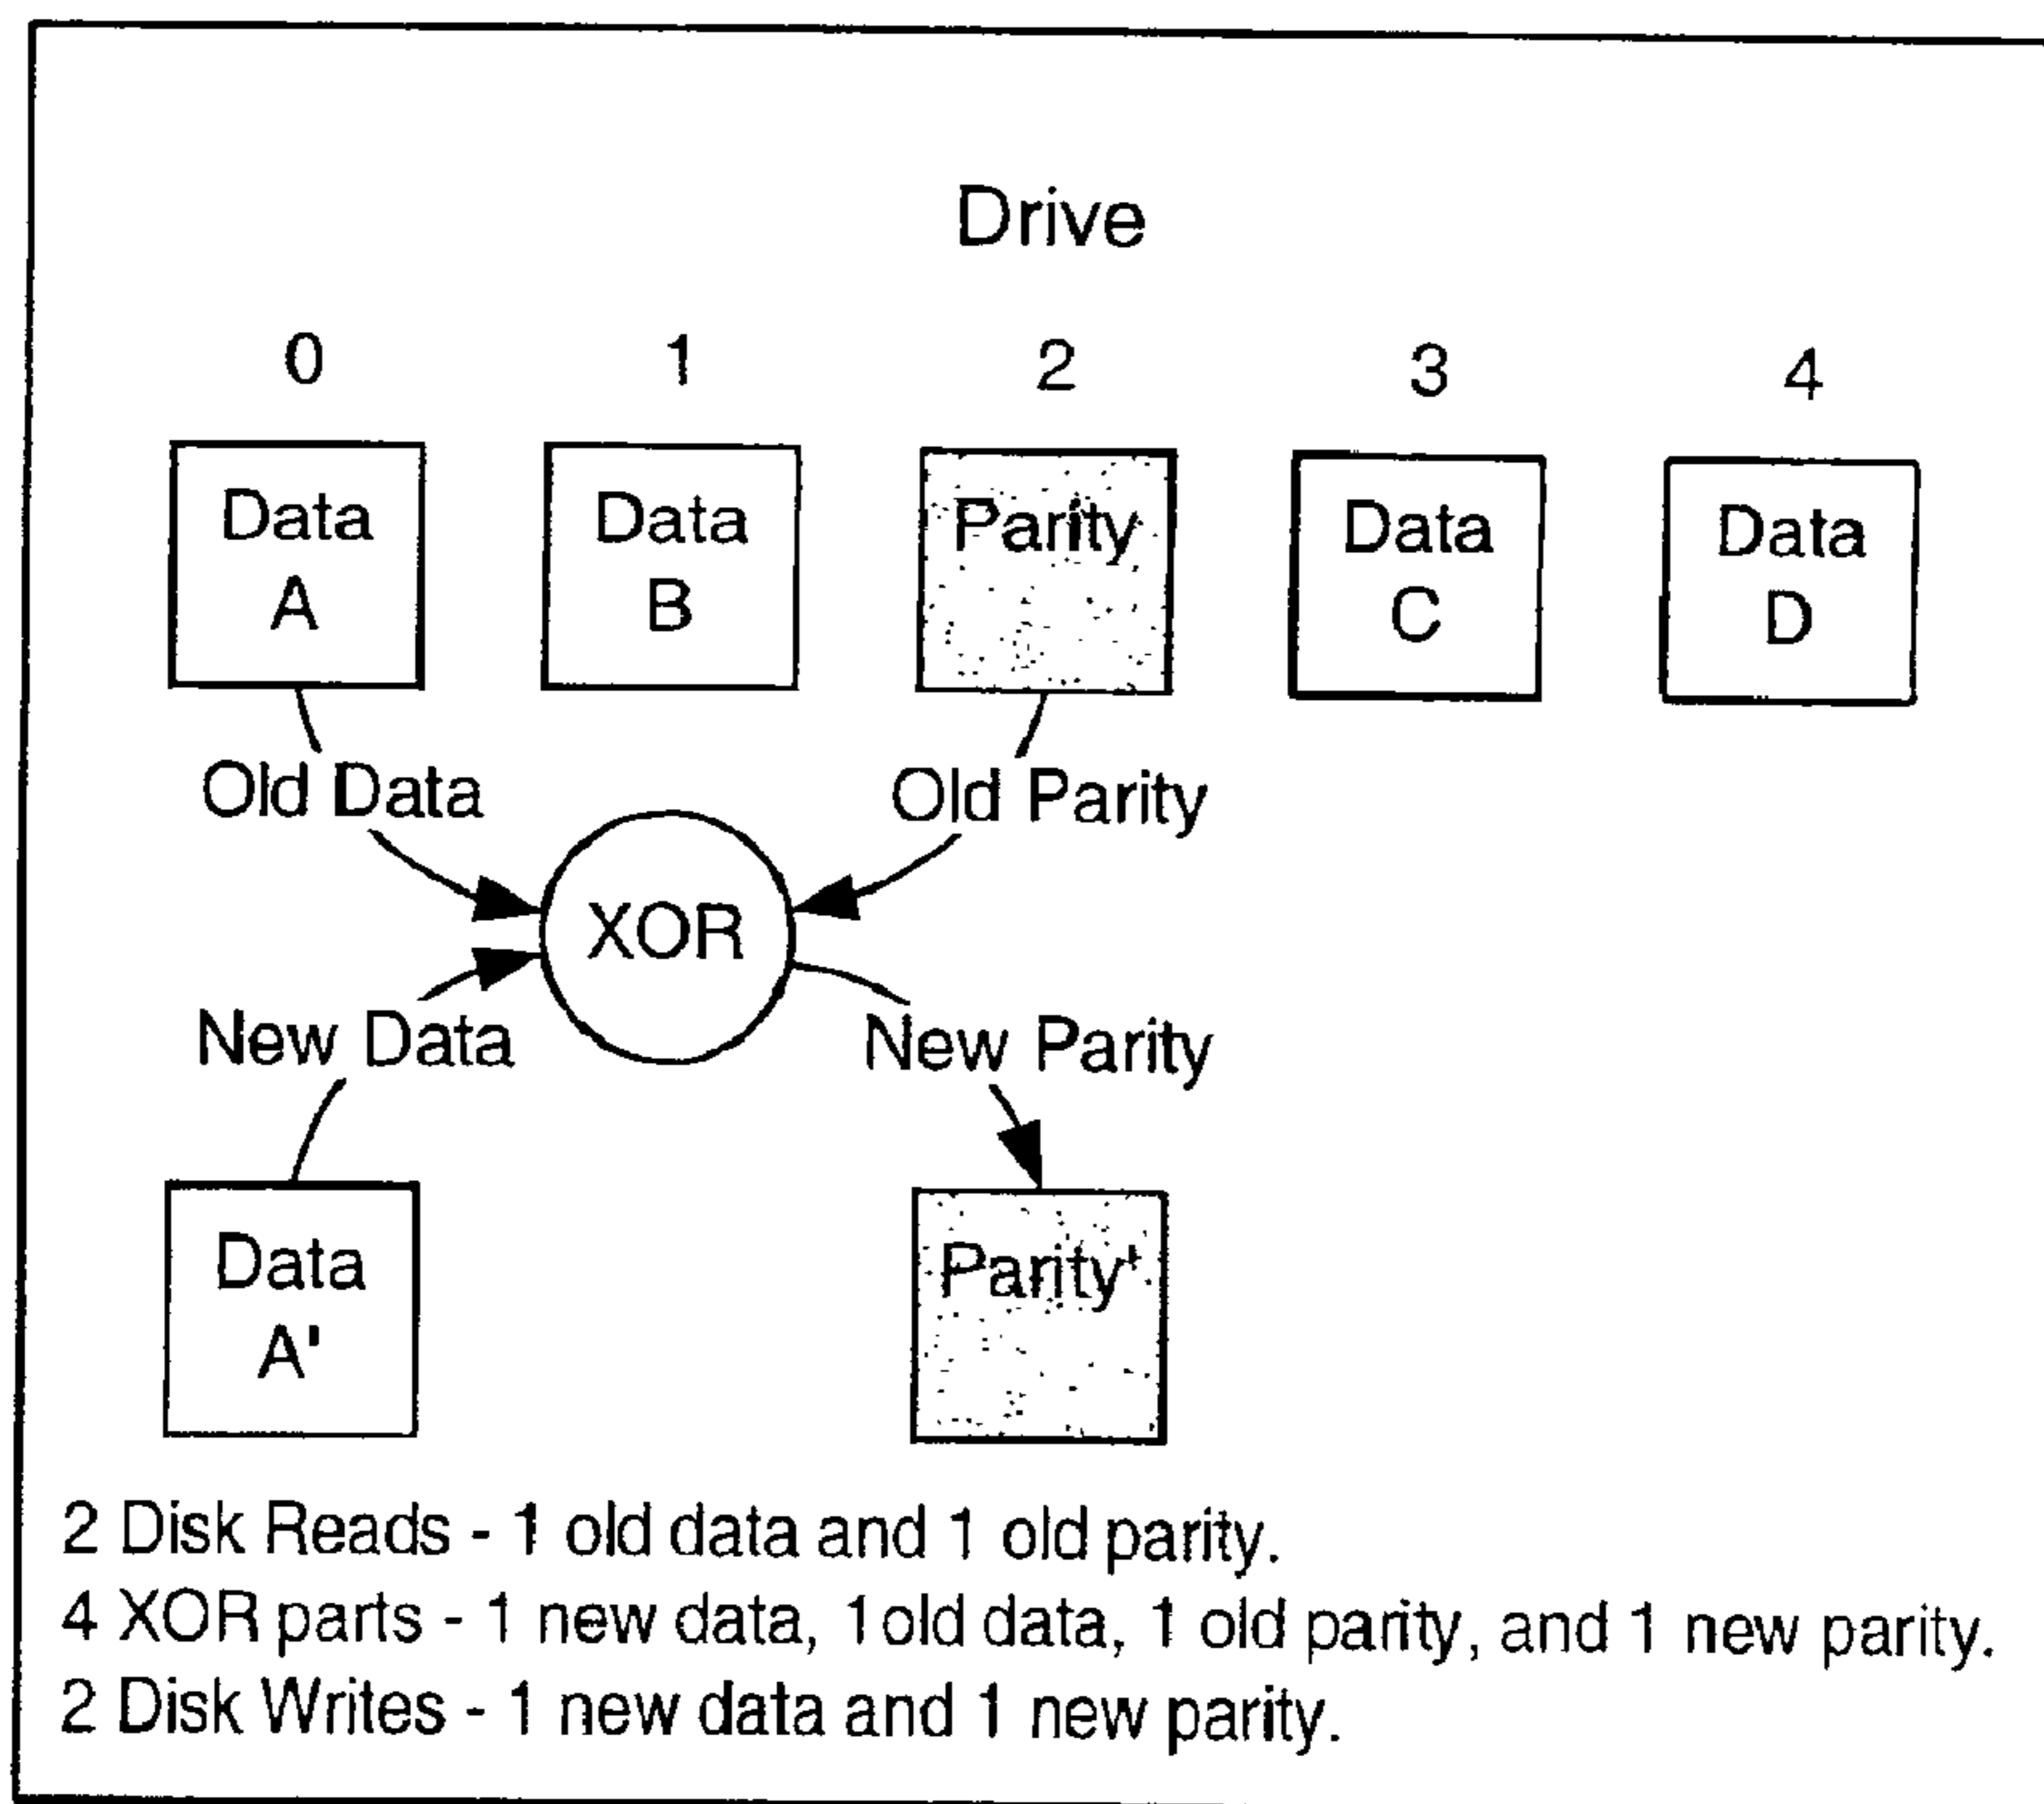 Drive
0 1 2 3 4
Data A
Data B
Parity
Data C
Data D
Old Data
Old Parity
XOR
New Data
New Parity
Data A'
Parity'
2 Disk Reads - 1 old data and 1 old parity.
4 XOR parts - 1 new data, 1 old data, 1 old parity, and 1 new parity.
2 Disk Writes - 1 new data and 1 new parity.